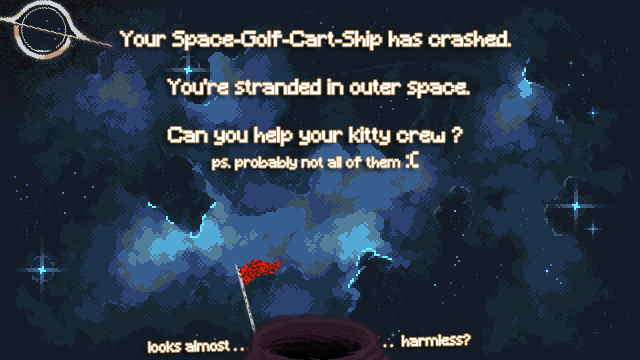 Your Space-Golf-Cart-Ship has crashed.
You're stranded in outer space.
Can you help your kitty crew ?
ps. probably not all of them :C
looks almost . . . . harmless?